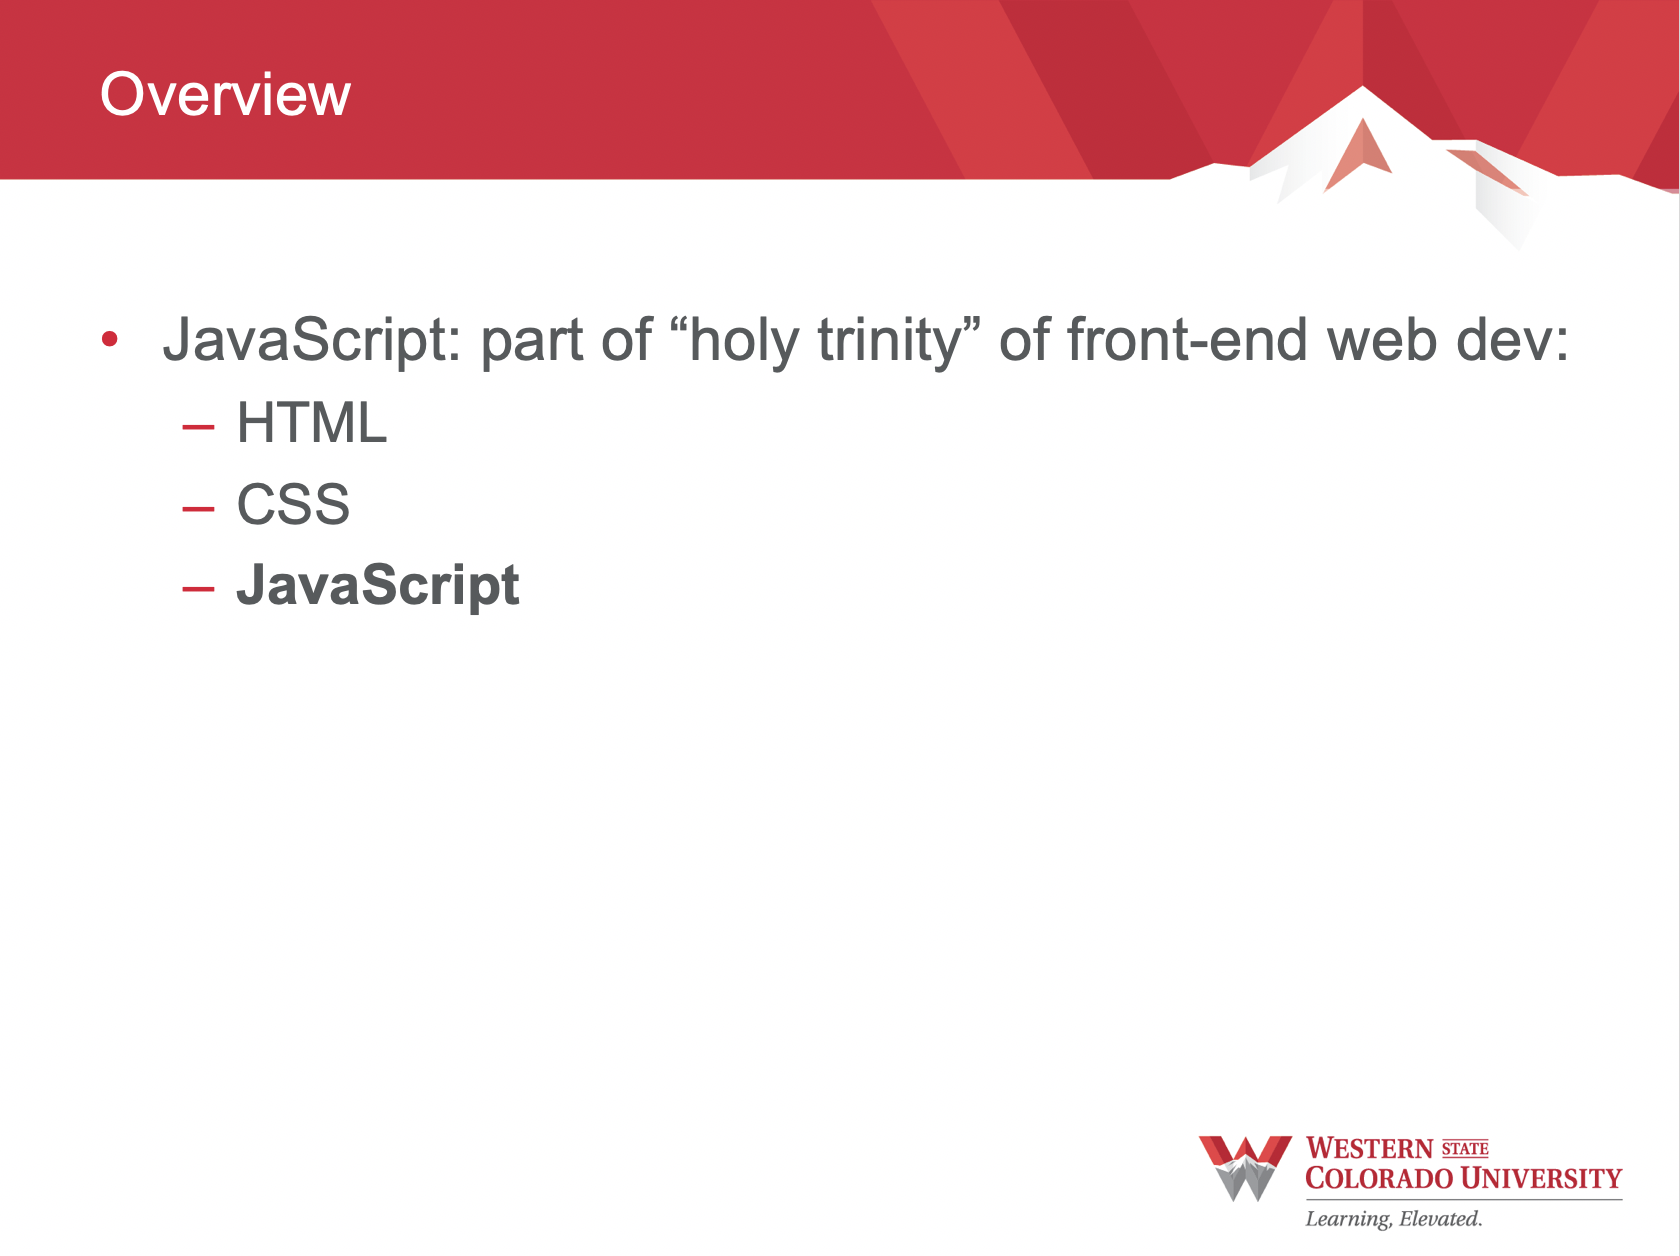 Overview
• JavaScript: part of “holy trinity” of front-end web dev:
– HTML
– CSS
– JavaScript
WESTERN STATE
COLORADO UNIVERSITY
Learning, Elevated.